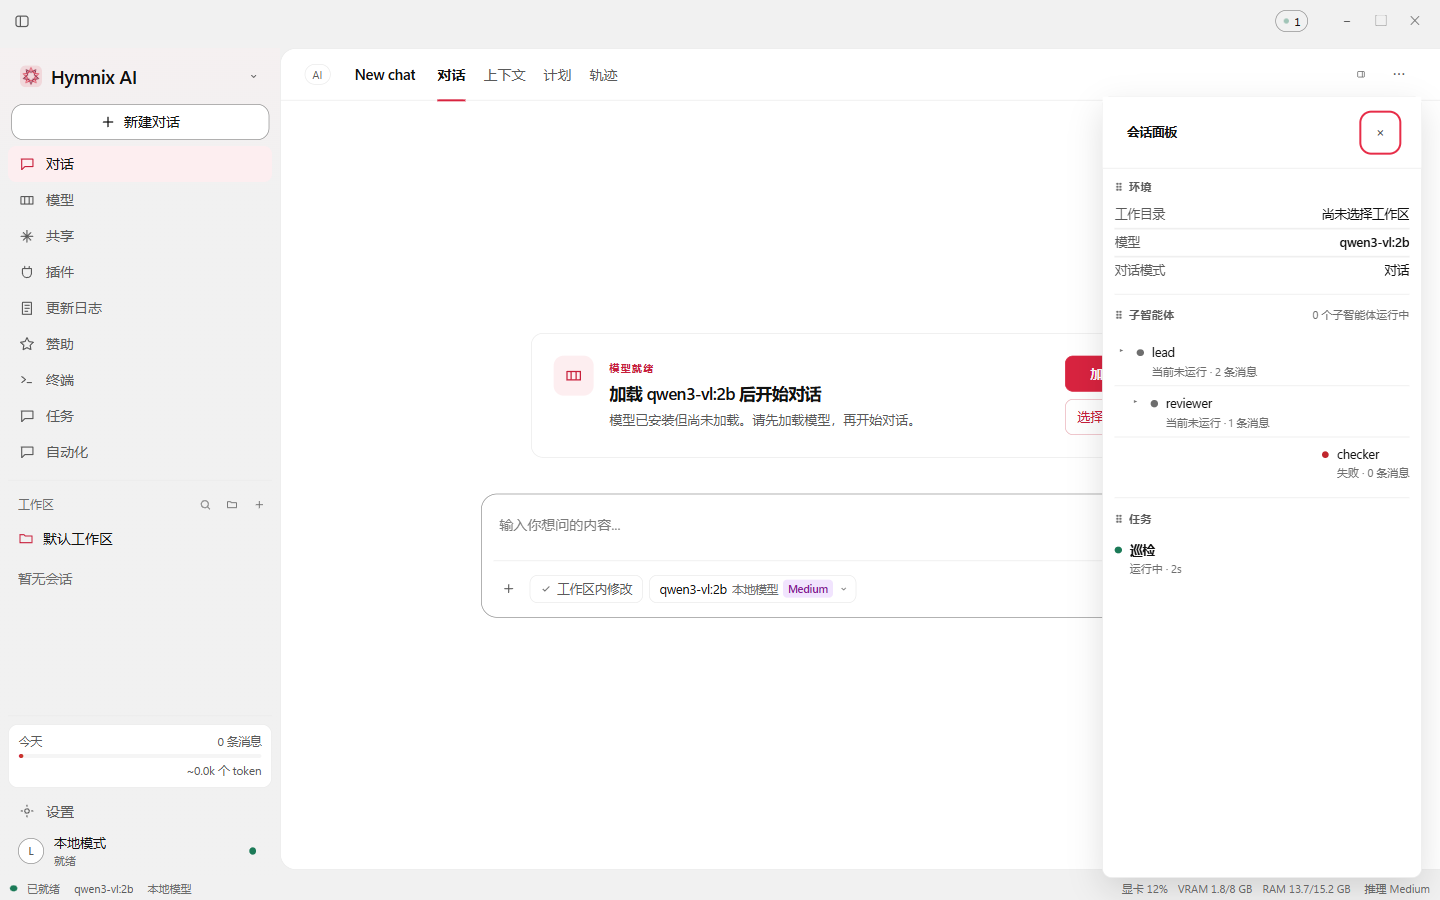 1
Hymnix AI
新建对话
对话
模型
共享
插件
更新日志
赞助
终端
任务
自动化
工作区
默认工作区
暂无会话
今天 0 条消息
~0.0k 个 token
设置
L 本地模式
就绪
AI New chat 对话 上下文 计划 轨迹
模型就绪
加载 qwen3-vl:2b 后开始对话
模型已安装但尚未加载。请先加载模型，再开始对话。
加
选择
输入你想问的内容...
工作区内修改 qwen3-vl:2b 本地模型 Medium
会话面板
环境
工作目录 尚未选择工作区
模型 qwen3-vl:2b
对话模式 对话
子智能体 0 个子智能体运行中
lead
当前未运行 · 2 条消息
reviewer
当前未运行 · 1 条消息
checker
失败 · 0 条消息
任务
巡检
运行中 · 2s
已就绪 qwen3-vl:2b 本地模型 显卡 12% VRAM 1.8/8 GB RAM 13.7/15.2 GB 推理 Medium